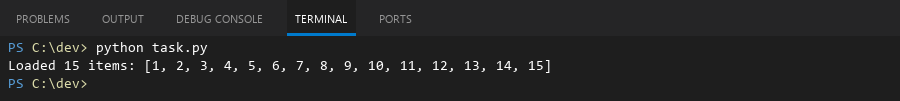 PROBLEMS OUTPUT DEBUG CONSOLE TERMINAL PORTS
PS C:\dev> python task.py
Loaded 15 items: [1, 2, 3, 4, 5, 6, 7, 8, 9, 10, 11, 12, 13, 14, 15]
PS C:\dev>